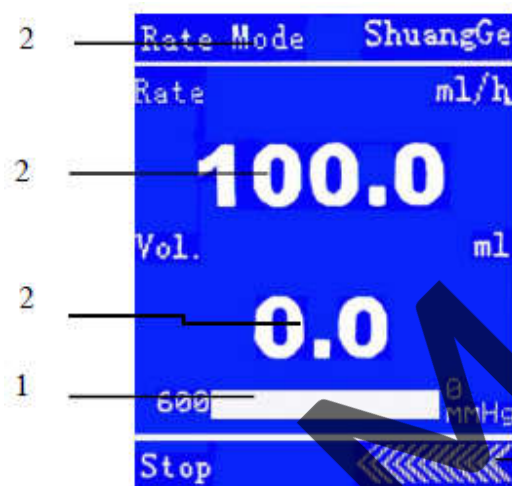 2 Rate Mode ShuangGe
Rate ml/h
2 100.0
Vol. ml
2 0.0
1 600 0
mmHg
Stop